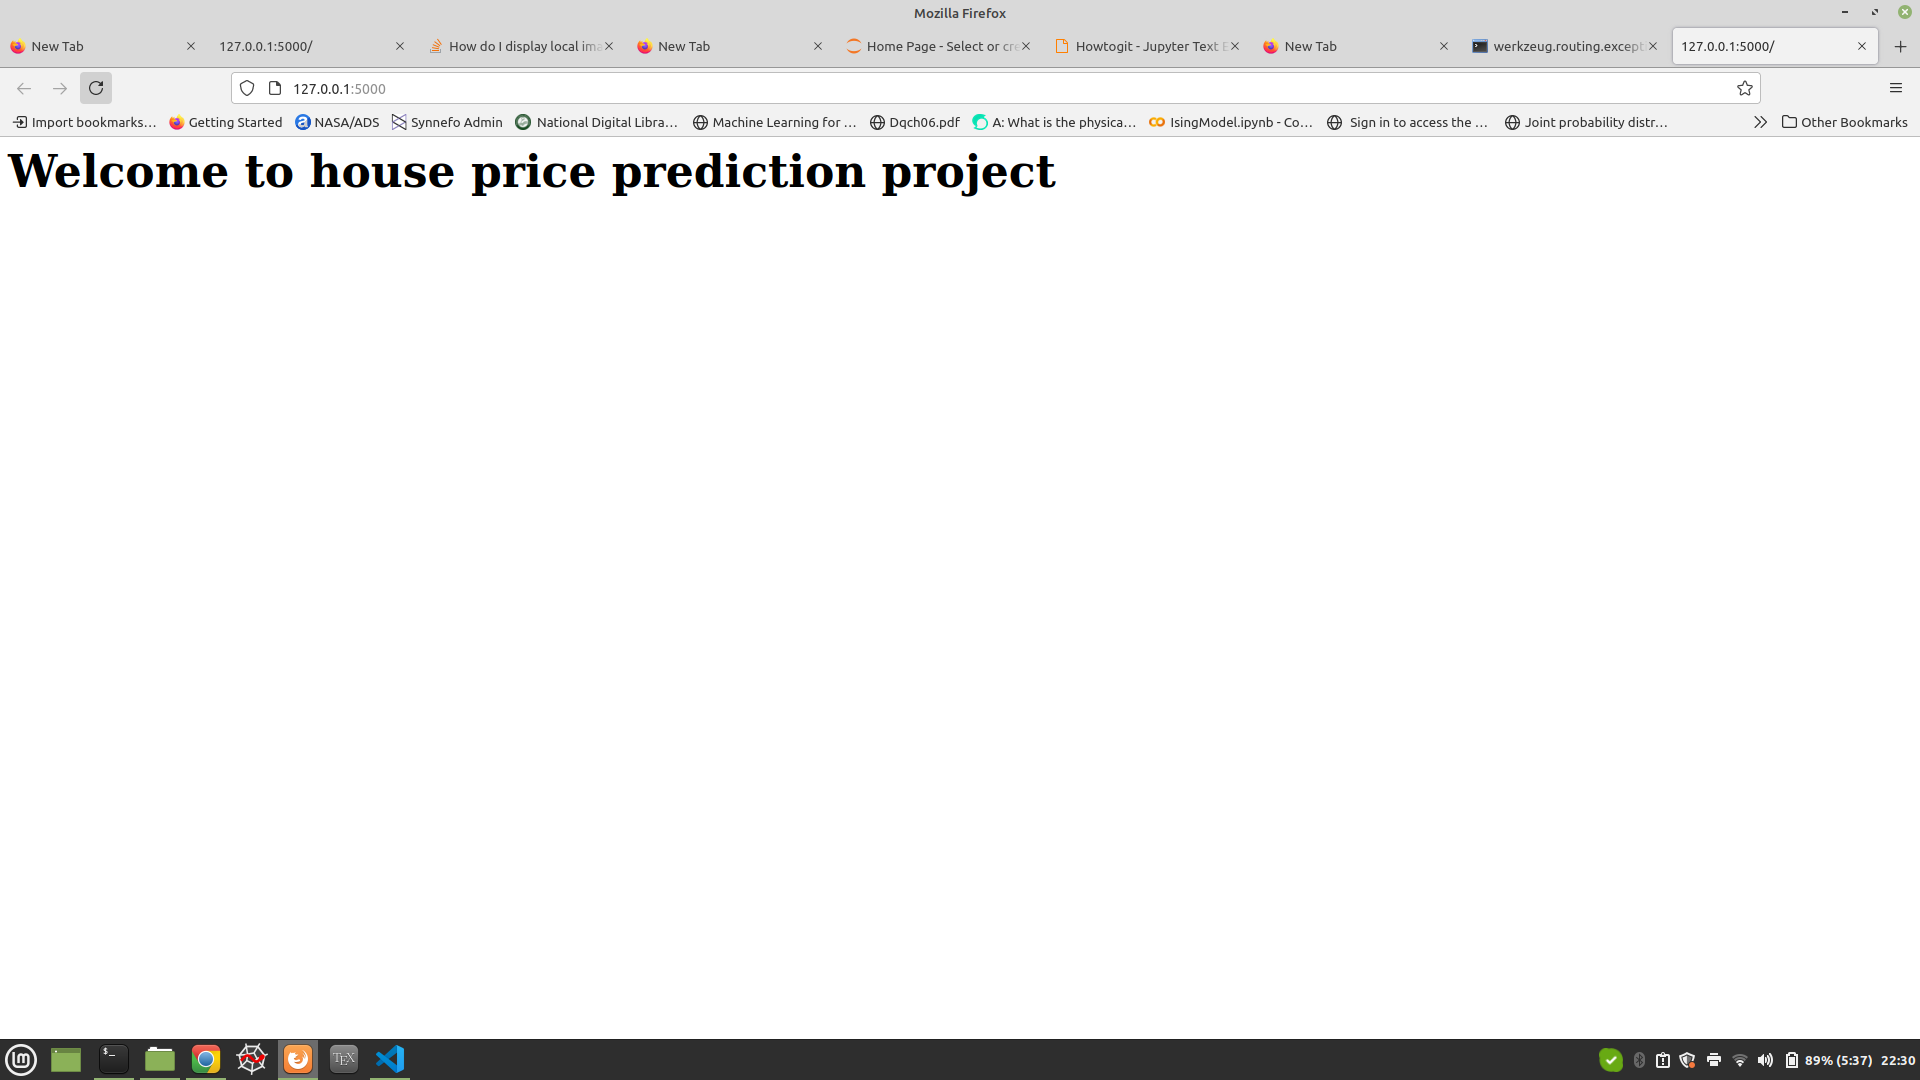 Mozilla Firefox
New Tab 127.0.0.1:5000/ How do I display local ima New Tab Home Page - Select or cre Howtogit - Jupyter Text E New Tab werkzeug.routing.except 127.0.0.1:5000/
127.0.0.1:5000
Import bookmarks... Getting Started NASA/ADS Synnefo Admin National Digital Libra... Machine Learning for ... Dqch06.pdf A: What is the physica... IsingModel.ipynb - Co... Sign in to access the ... Joint probability distr... Other Bookmarks
Welcome to house price prediction project
$_ TEX 89% (5:37) 22:30